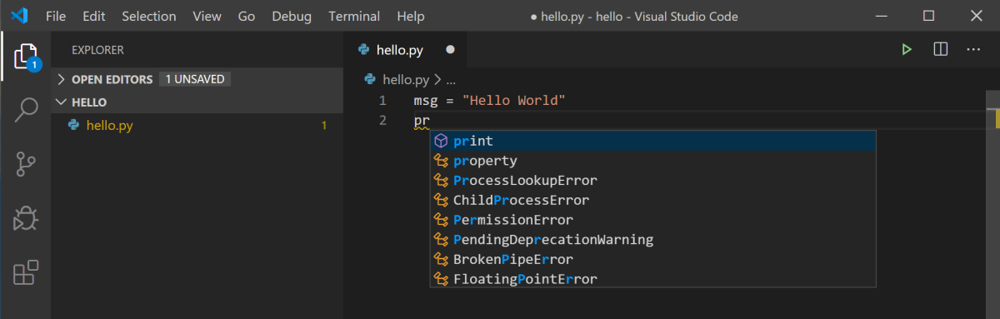 File Edit Selection View Go Debug Terminal Help ● hello.py - hello - Visual Studio Code
1
EXPLORER
OPEN EDITORS 1 UNSAVED
HELLO
hello.py 1
hello.py ●
hello.py > ...
1 msg = "Hello World"
2 pr
print
property
ProcessLookupError
ChildProcessError
PermissionError
PendingDeprecationWarning
BrokenPipeError
FloatingPointError